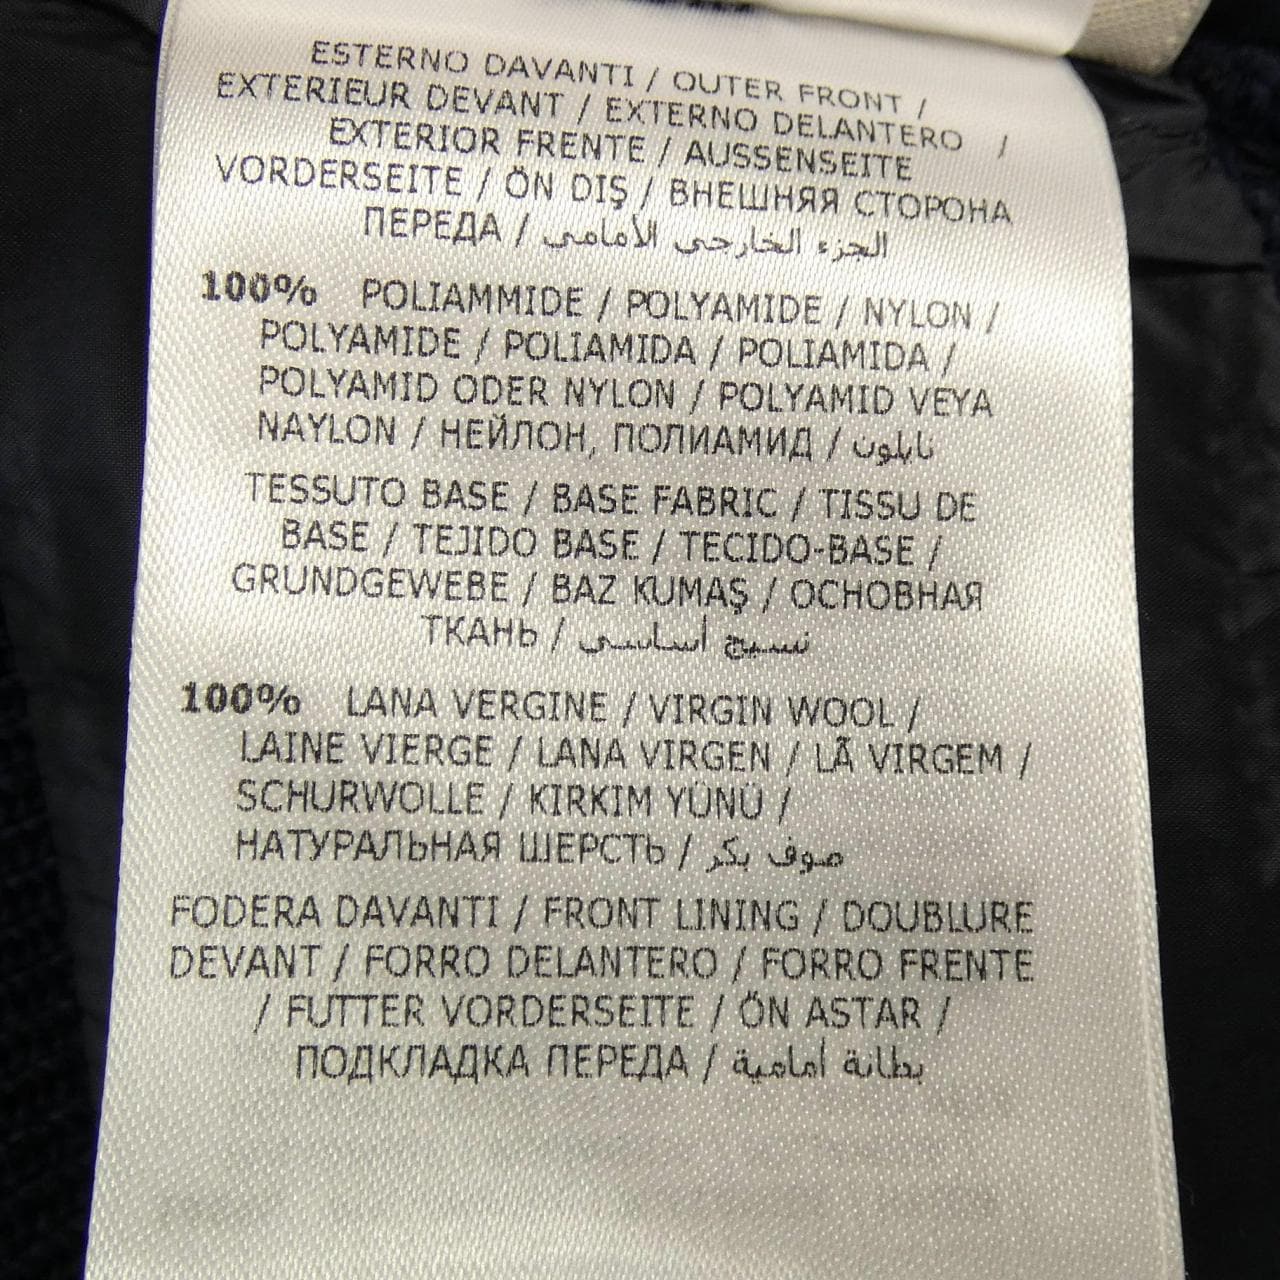 ESTERNO DAVANTI / OUTER FRONT /
EXTERIEUR DEVANT / EXTERNO DELANTERO /
EXTERIOR FRENTE / AUSSENSEITE
VORDERSEITE / ÖN DIŞ / ВНЕШНЯЯ СТОРОНА
ПЕРЕДА / الجزء الخارجي الأمامي
100% POLIAMMIDE / POLYAMIDE / NYLON /
POLYAMIDE / POLIAMIDA / POLIAMIDA /
POLYAMID ODER NYLON / POLYAMID VEYA
NAYLON / НЕЙЛОН, ПОЛИАМИД / نايلون
TESSUTO BASE / BASE FABRIC / TISSU DE
BASE / TEJIDO BASE / TECIDO-BASE /
GRUNDGEWEBE / BAZ KUMAŞ / ОСНОВНАЯ
ТКАНЬ / نسيج أساسي
100% LANA VERGINE / VIRGIN WOOL /
LAINE VIERGE / LANA VIRGEN / LÃ VIRGEM /
SCHURWOLLE / KIRKIM YÜNÜ /
НАТУРАЛЬНАЯ ШЕРСТЬ / صوف بكر
FODERA DAVANTI / FRONT LINING / DOUBLURE
DEVANT / FORRO DELANTERO / FORRO FRENTE
/ FUTTER VORDERSEITE / ÖN ASTAR /
ПОДКЛАДКА ПЕРЕДА / بطانة أمامية